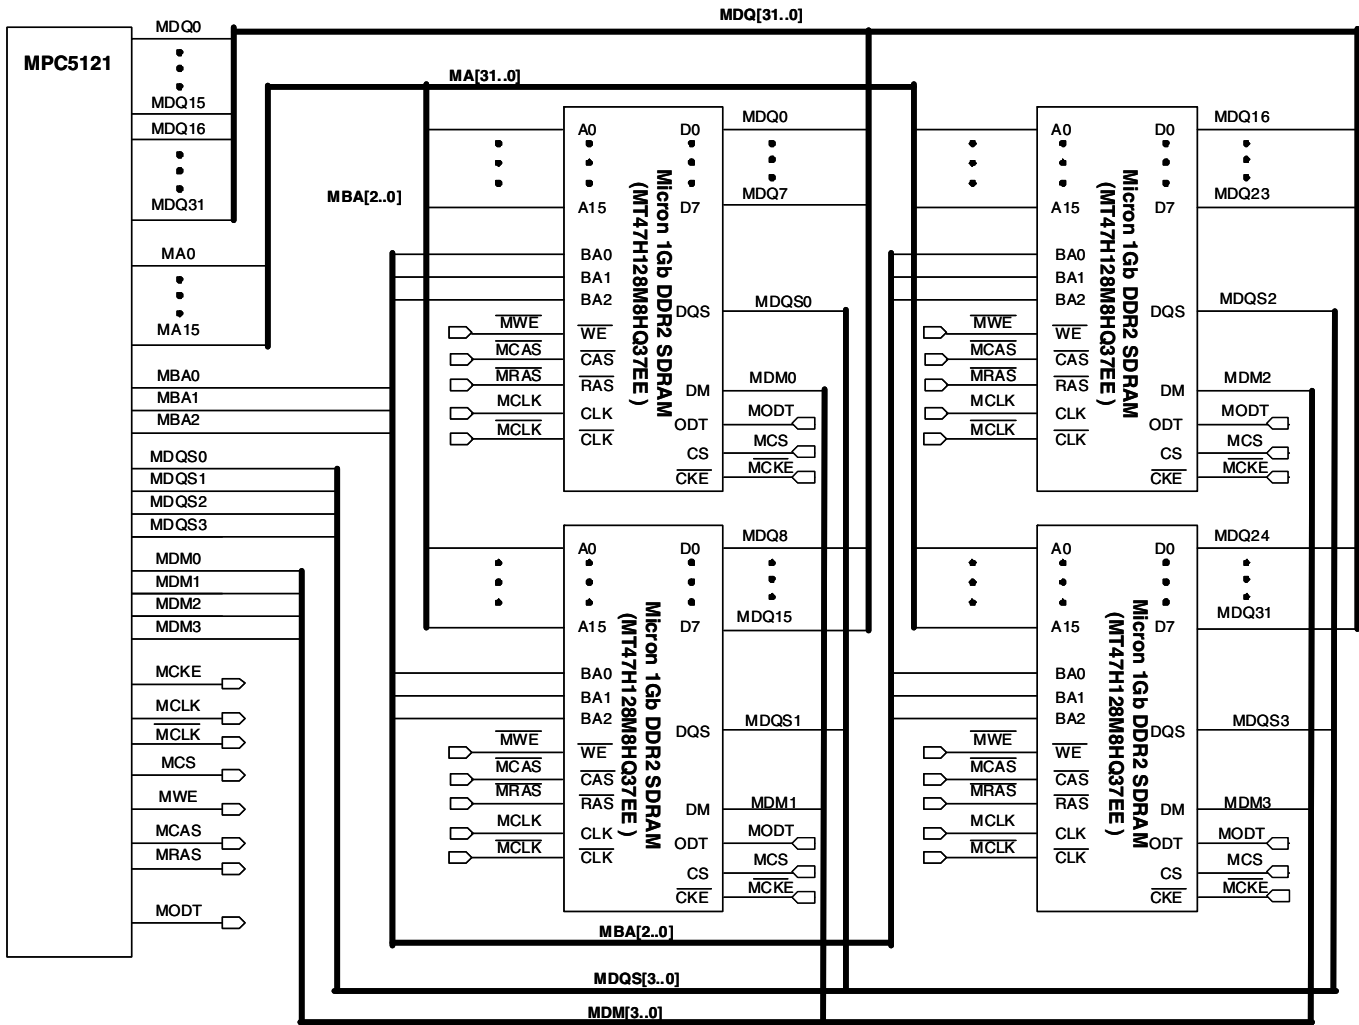 MDQ[31..0]
MPC5121
MDQ0
MDQ15
MDQ16
MDQ31
MA0
MA15
MBA0
MBA1
MBA2
MDQS0
MDQS1
MDQS2
MDQS3
MDM0
MDM1
MDM2
MDM3
MCKE
MCLK
MCLK
MCS
MWE
MCAS
MRAS
MODT
MA[31..0]
MBA[2..0]
A0
A15
BA0
BA1
BA2
MWE WE
MCAS CAS
MRAS RAS
MCLK CLK
MCLK CLK
Micron 1Gb DDR2 SDRAM
(MT47H128M8HQ37EE )
D0 MDQ0
D7 MDQ7
DQS MDQS0
DM MDM0
ODT MODT
CS MCS
CKE MCKE
A0
A15
BA0
BA1
BA2
MWE WE
MCAS CAS
MRAS RAS
MCLK CLK
MCLK CLK
Micron 1Gb DDR2 SDRAM
(MT47H128M8HQ37EE )
D0 MDQ16
D7 MDQ23
DQS MDQS2
DM MDM2
ODT MODT
CS MCS
CKE MCKE
A0
A15
BA0
BA1
BA2
MWE WE
MCAS CAS
MRAS RAS
MCLK CLK
MCLK CLK
Micron 1Gb DDR2 SDRAM
(MT47H128M8HQ37EE )
D0 MDQ8
D7 MDQ15
DQS MDQS1
DM MDM1
ODT MODT
CS MCS
CKE MCKE
A0
A15
BA0
BA1
BA2
MWE WE
MCAS CAS
MRAS RAS
MCLK CLK
MCLK CLK
Micron 1Gb DDR2 SDRAM
(MT47H128M8HQ37EE )
D0 MDQ24
D7 MDQ31
DQS MDQS3
DM MDM3
ODT MODT
CS MCS
CKE MCKE
MBA[2..0]
MDQS[3..0]
MDM[3..0]